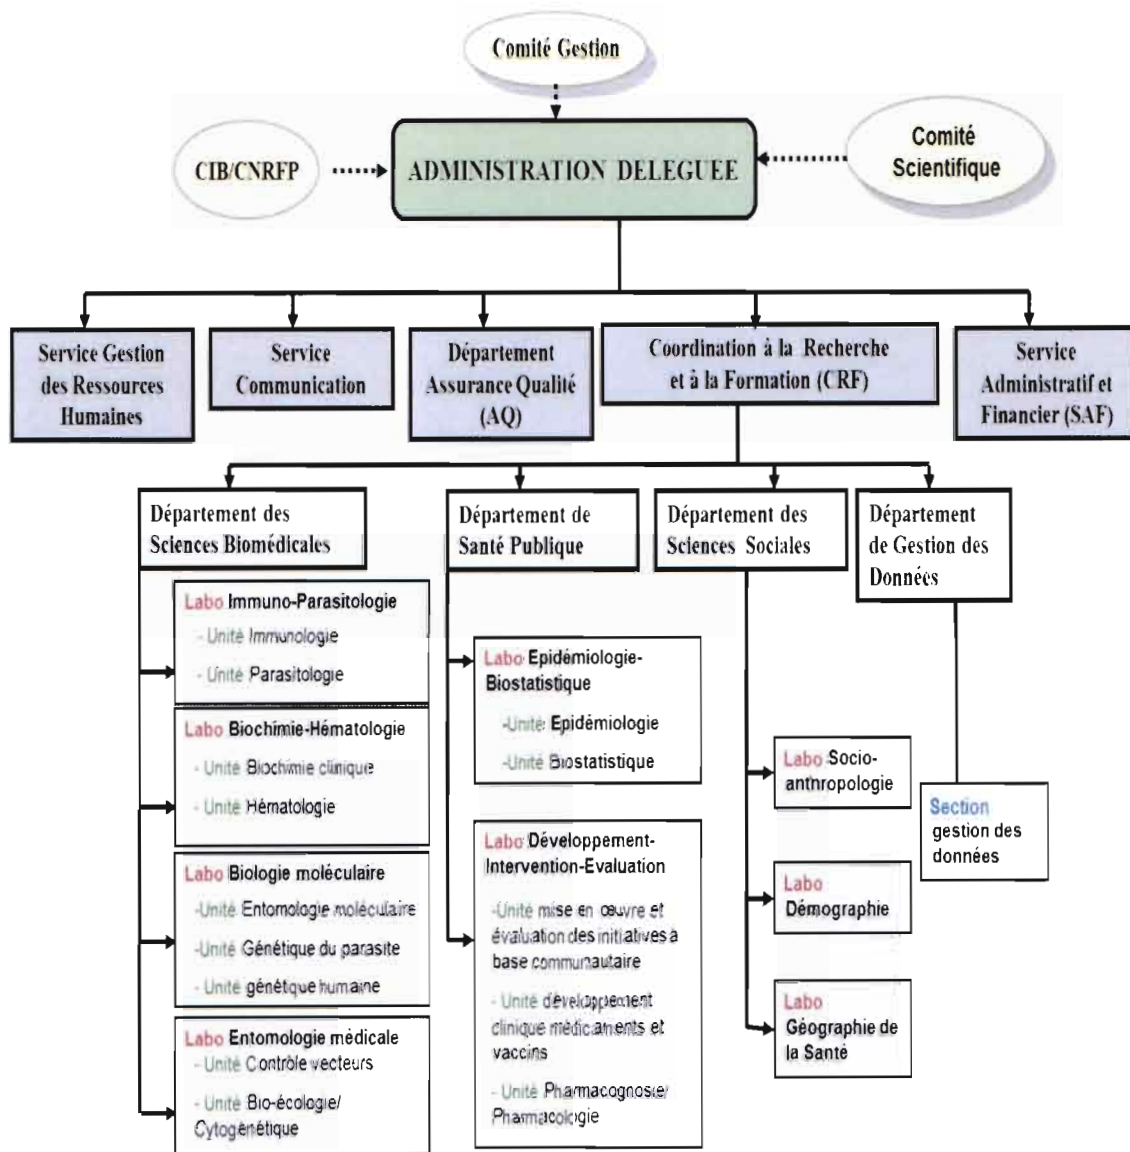 Comité Gestion
CIB/CNRFP
ADMINISTRATION DELEGUEE
Comité
Scientifique
Service Gestion
des Ressources
Humaines
Service
Communication
Département
Assurance Qualité
(AQ)
Coordination à la Recherche
et à la Formation (CRF)
Service
Administratif et
Financier (SAF)
Département des
Sciences Biomédicales
Département de
Santé Publique
Département des
Sciences Sociales
Département
de Gestion des
Données
Labo Immuno-Parasitologie
- Unité Immunologie
- Unité Parasitologie
Labo Biochimie-Hématologie
- Unité Biochimie clinique
- Unité Hématologie
Labo Biologie moléculaire
-Unité Entomologie moléculaire
-Unité Génétique du parasite
- Unité génétique humaine
Labo Entomologie médicale
- Unité Contrôle vecteurs
- Unité Bio-écologie/
Cytogénétique
Labo Epidémiologie-
Biostatistique
-Unité Epidémiologie
-Unité Biostatistique
Labo Développement-
Intervention-Evaluation
-Unité mise en œuvre et
évaluation des initiatives à
base communautaire
- Unité développement
clinique médicaments et
vaccins
- Unité Pharmacognosie/
Pharmacologie
Labo Socio-
anthropologie
Labo
Démographie
Labo
Géographie de
la Santé
Section
gestion des
données